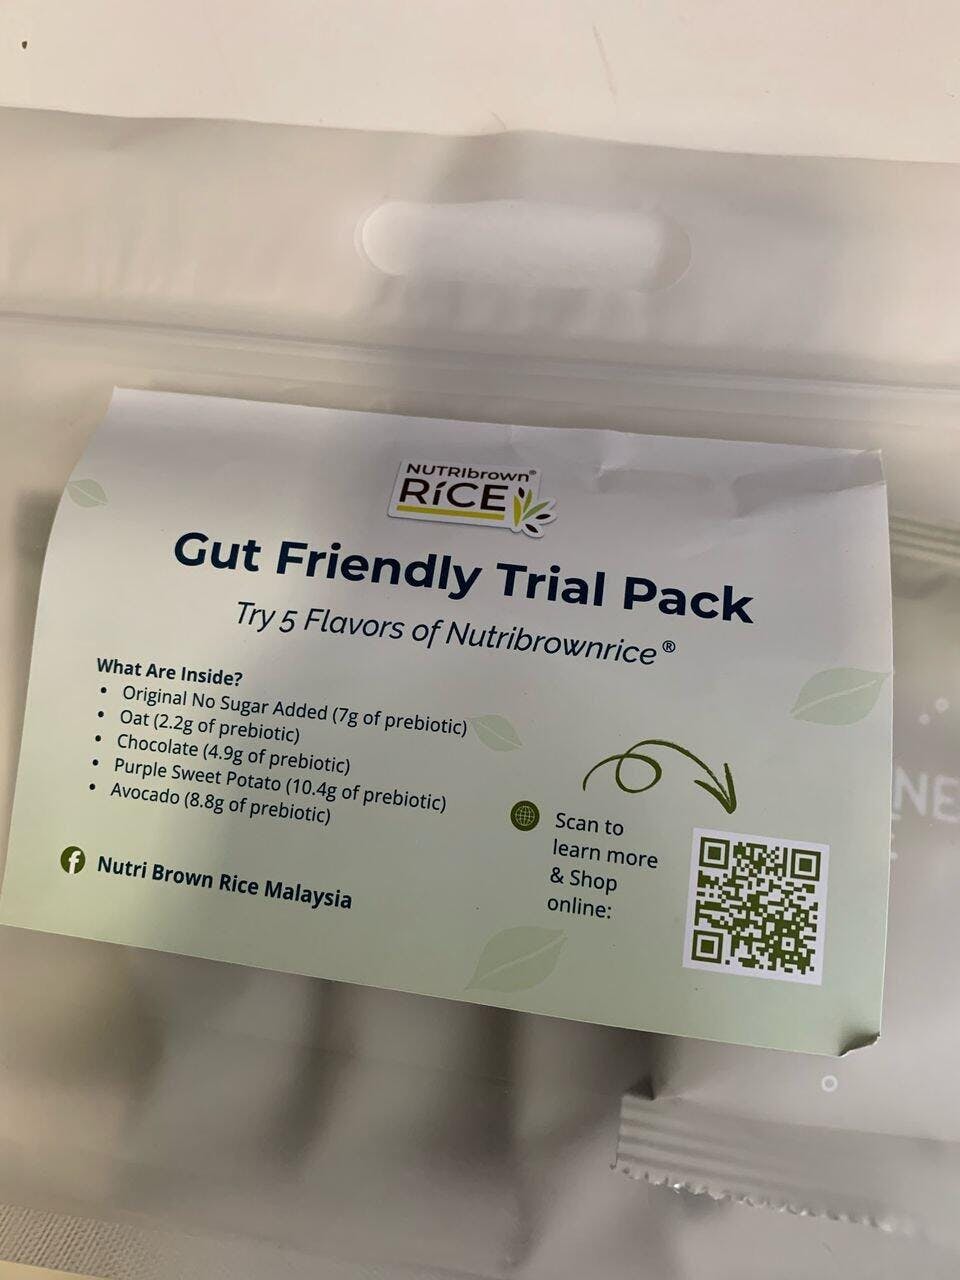 NUTRIbrown®
RíCE
Gut Friendly Trial Pack
Try 5 Flavors of Nutribrownrice®
What Are Inside?
• Original No Sugar Added (7g of prebiotic)
• Oat (2.2g of prebiotic)
• Chocolate (4.9g of prebiotic)
• Purple Sweet Potato (10.4g of prebiotic)
• Avocado (8.8g of prebiotic)
Nutri Brown Rice Malaysia
Scan to
learn more
& Shop
online: